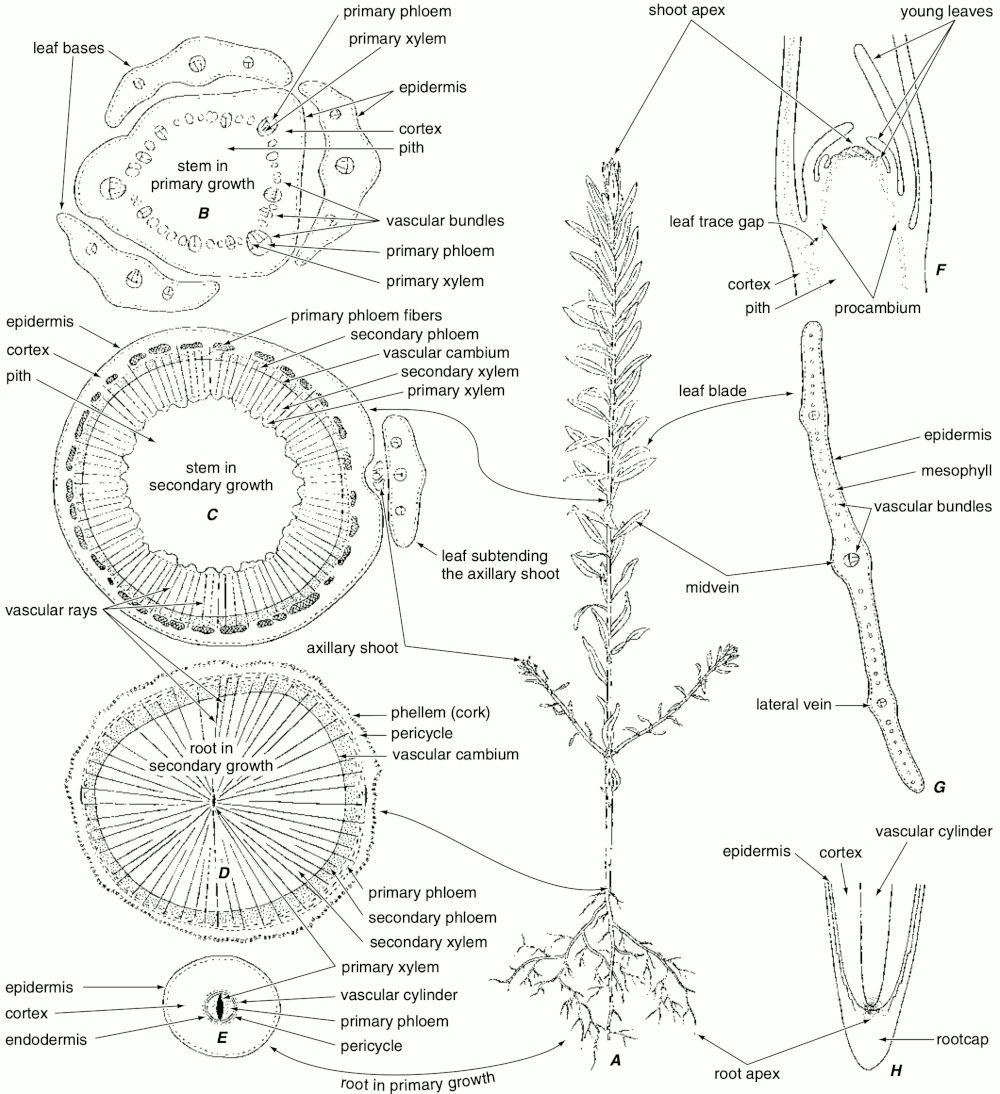 primary phloem
primary xylem
leaf bases
epidermis
cortex
pith
stem in
primary growth
B
vascular bundles
primary phloem
primary xylem
shoot apex
young leaves
leaf trace gap
cortex
pith
procambium
F
epidermis
cortex
pith
primary phloem fibers
secondary phloem
vascular cambium
secondary xylem
primary xylem
stem in
secondary growth
C
leaf subtending
the axillary shoot
vascular rays
axillary shoot
leaf blade
midvein
epidermis
mesophyll
vascular bundles
lateral vein
G
phellem (cork)
pericycle
vascular cambium
root in
secondary growth
D
primary phloem
secondary phloem
secondary xylem
primary xylem
epidermis
cortex
endodermis
vascular cylinder
primary phloem
pericycle
E
root in primary growth
A
root apex
epidermis
cortex
vascular cylinder
rootcap
H